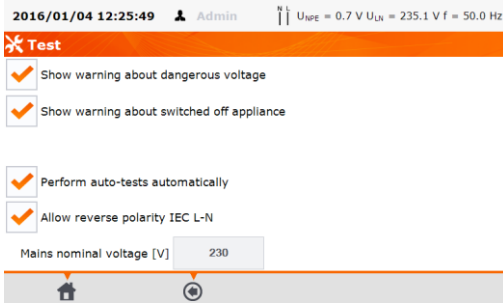 2016/01/04 12:25:49 Admin N L UNPE = 0.7 V ULN = 235.1 V f = 50.0 Hz
Test
Show warning about dangerous voltage
Show warning about switched off appliance
Perform auto-tests automatically
Allow reverse polarity IEC L-N
Mains nominal voltage [V] 230